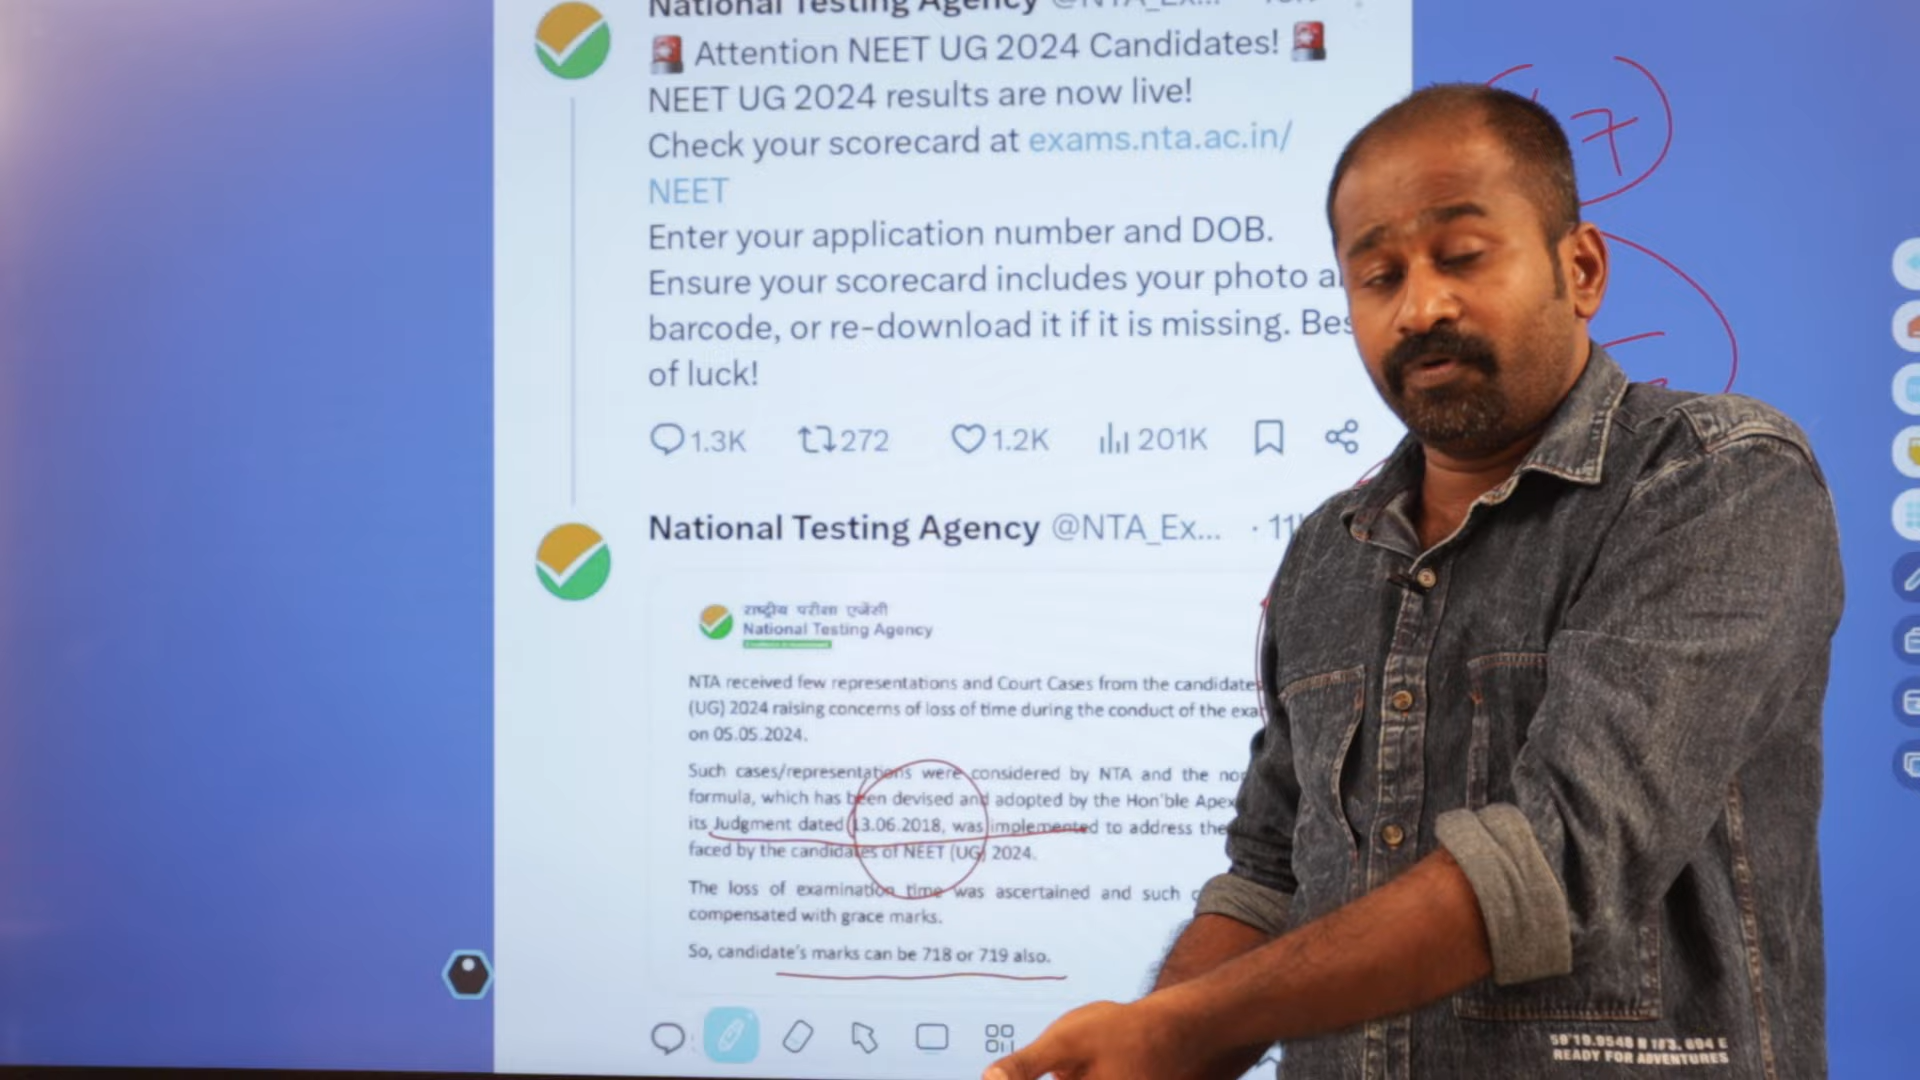 National Testing Agency
🚨 Attention NEET UG 2024 Candidates! 🚨
NEET UG 2024 results are now live!
Check your scorecard at exams.nta.ac.in/
NEET
Enter your application number and DOB.
Ensure your scorecard includes your photo
barcode, or re-download it if it is missing.
of luck!
1.3K 272 1.2K 201K
National Testing Agency @NTA_Ex... · 11
राष्ट्रीय परीक्षा एजेंसी
National Testing Agency
NTA received few representations and Court Cases from the candidates
(UG) 2024 raising concerns of loss of time during the conduct of the
on 05.05.2024.
Such cases/representations were considered by NTA and the
formula, which has been devised and adopted by the Hon'ble Apex
its Judgment dated 13.06.2018, was implemented to address the
faced by the candidates of NEET (UG) 2024.
The loss of examination time was ascertained and such
compensated with grace marks.
So, candidate's marks can be 718 or 719 also.
READY FOR ADVENTURES